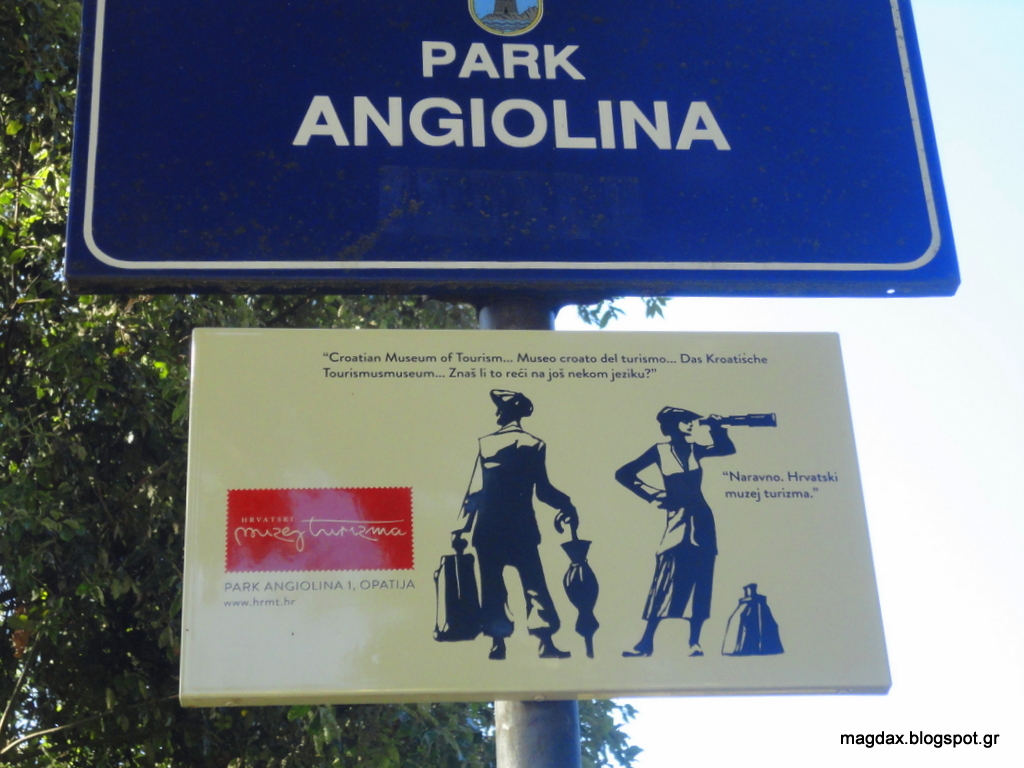 PARK
ANGIOLINA
“Croatian Museum of Tourism... Museo croato del turismo... Das Kroatische
Tourismusmuseum... Znaš li to reći na još nekom jeziku?”
“Naravno. Hrvatski
muzej turizma.”
HRVATSKI
muzej turizma
PARK ANGIOLINA 1, OPATIJA
www.hrmt.hr
magdax.blogspot.gr